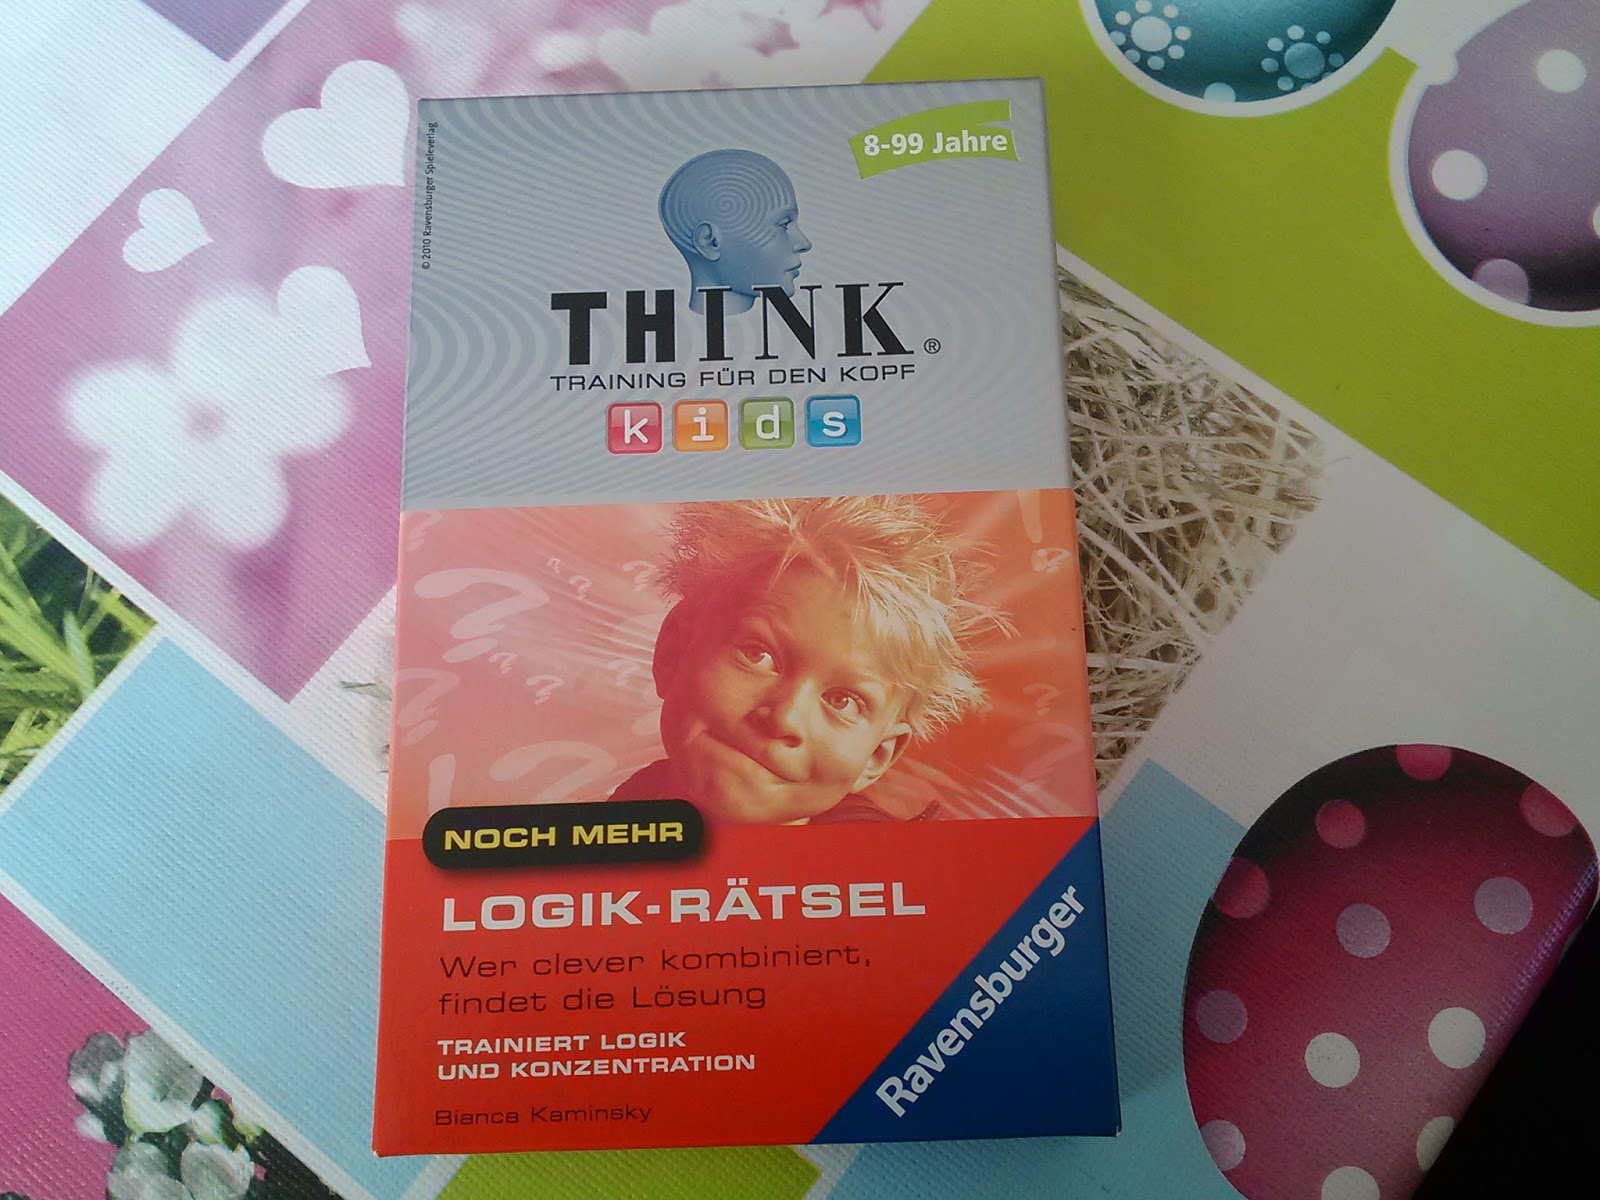 © 2010 Ravensburger Spieleverlag
8-99 Jahre
THINK®
TRAINING FÜR DEN KOPF
kids
NOCH MEHR
LOGIK-RÄTSEL
Wer clever kombiniert,
findet die Lösung
TRAINIERT LOGIK
UND KONZENTRATION
Bianca Kaminsky
Ravensburger